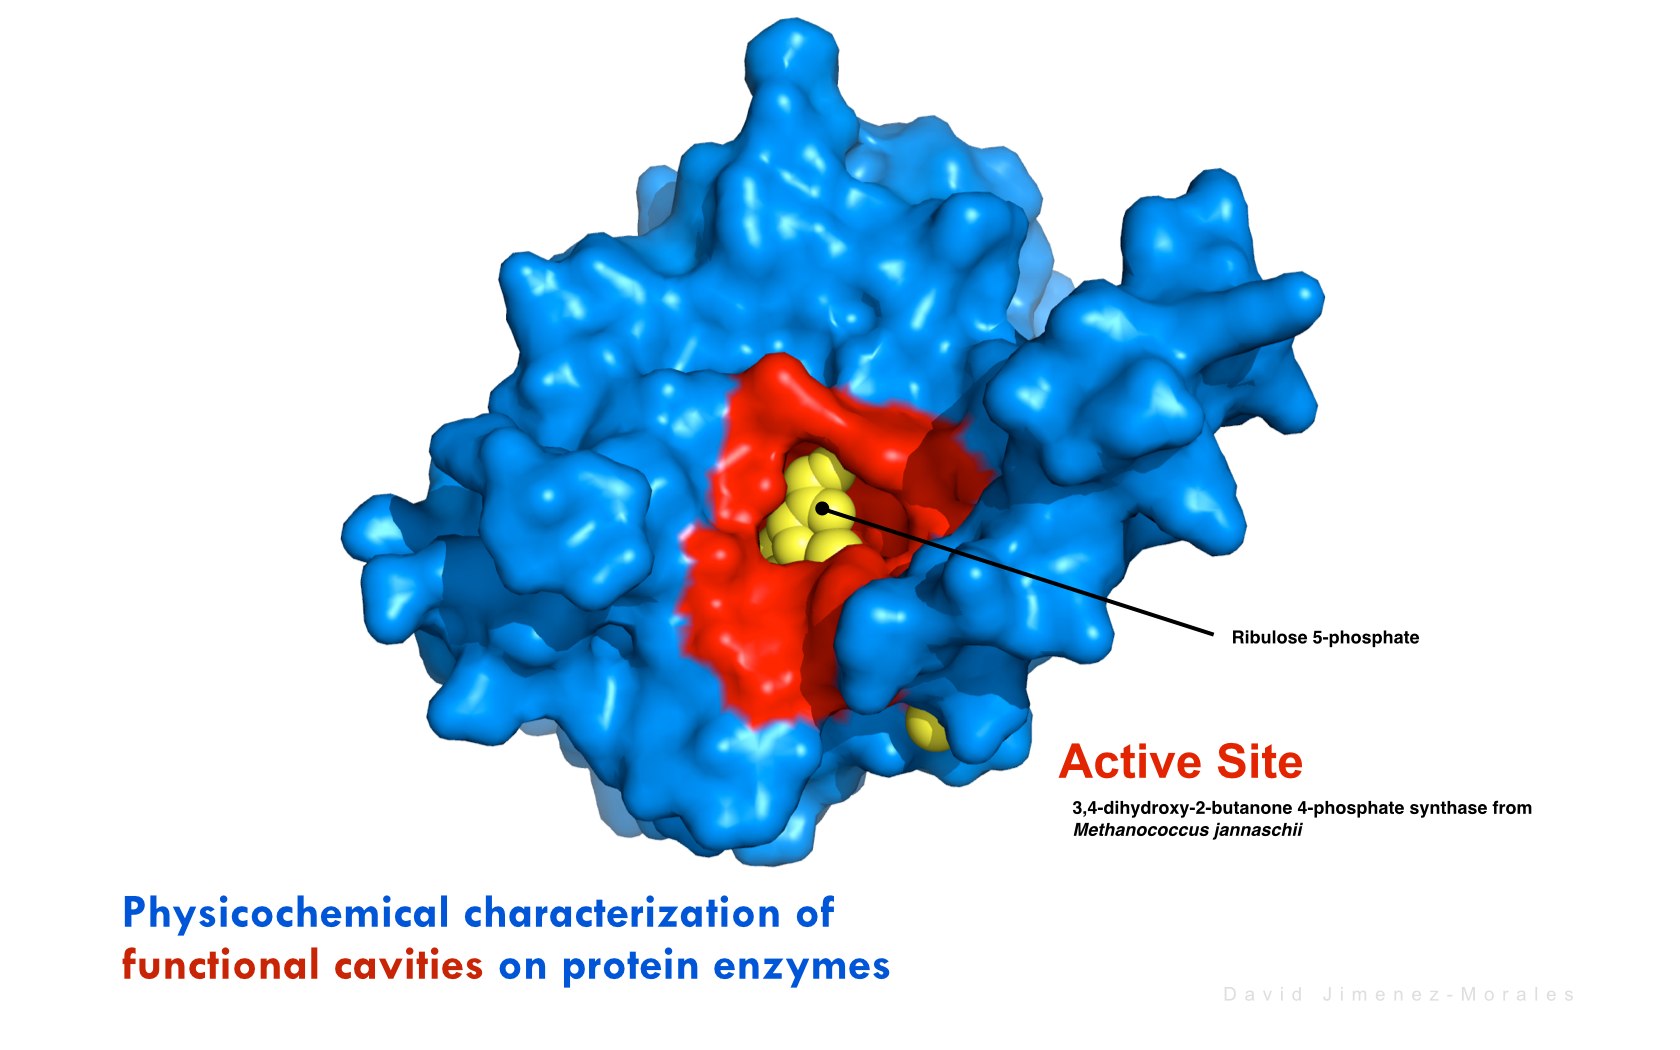 Ribulose 5-phosphate
Active Site
3,4-dihydroxy-2-butanone 4-phosphate synthase from
Methanococcus jannaschii
Physicochemical characterization of
functional cavities on protein enzymes
David Jimenez-Morales